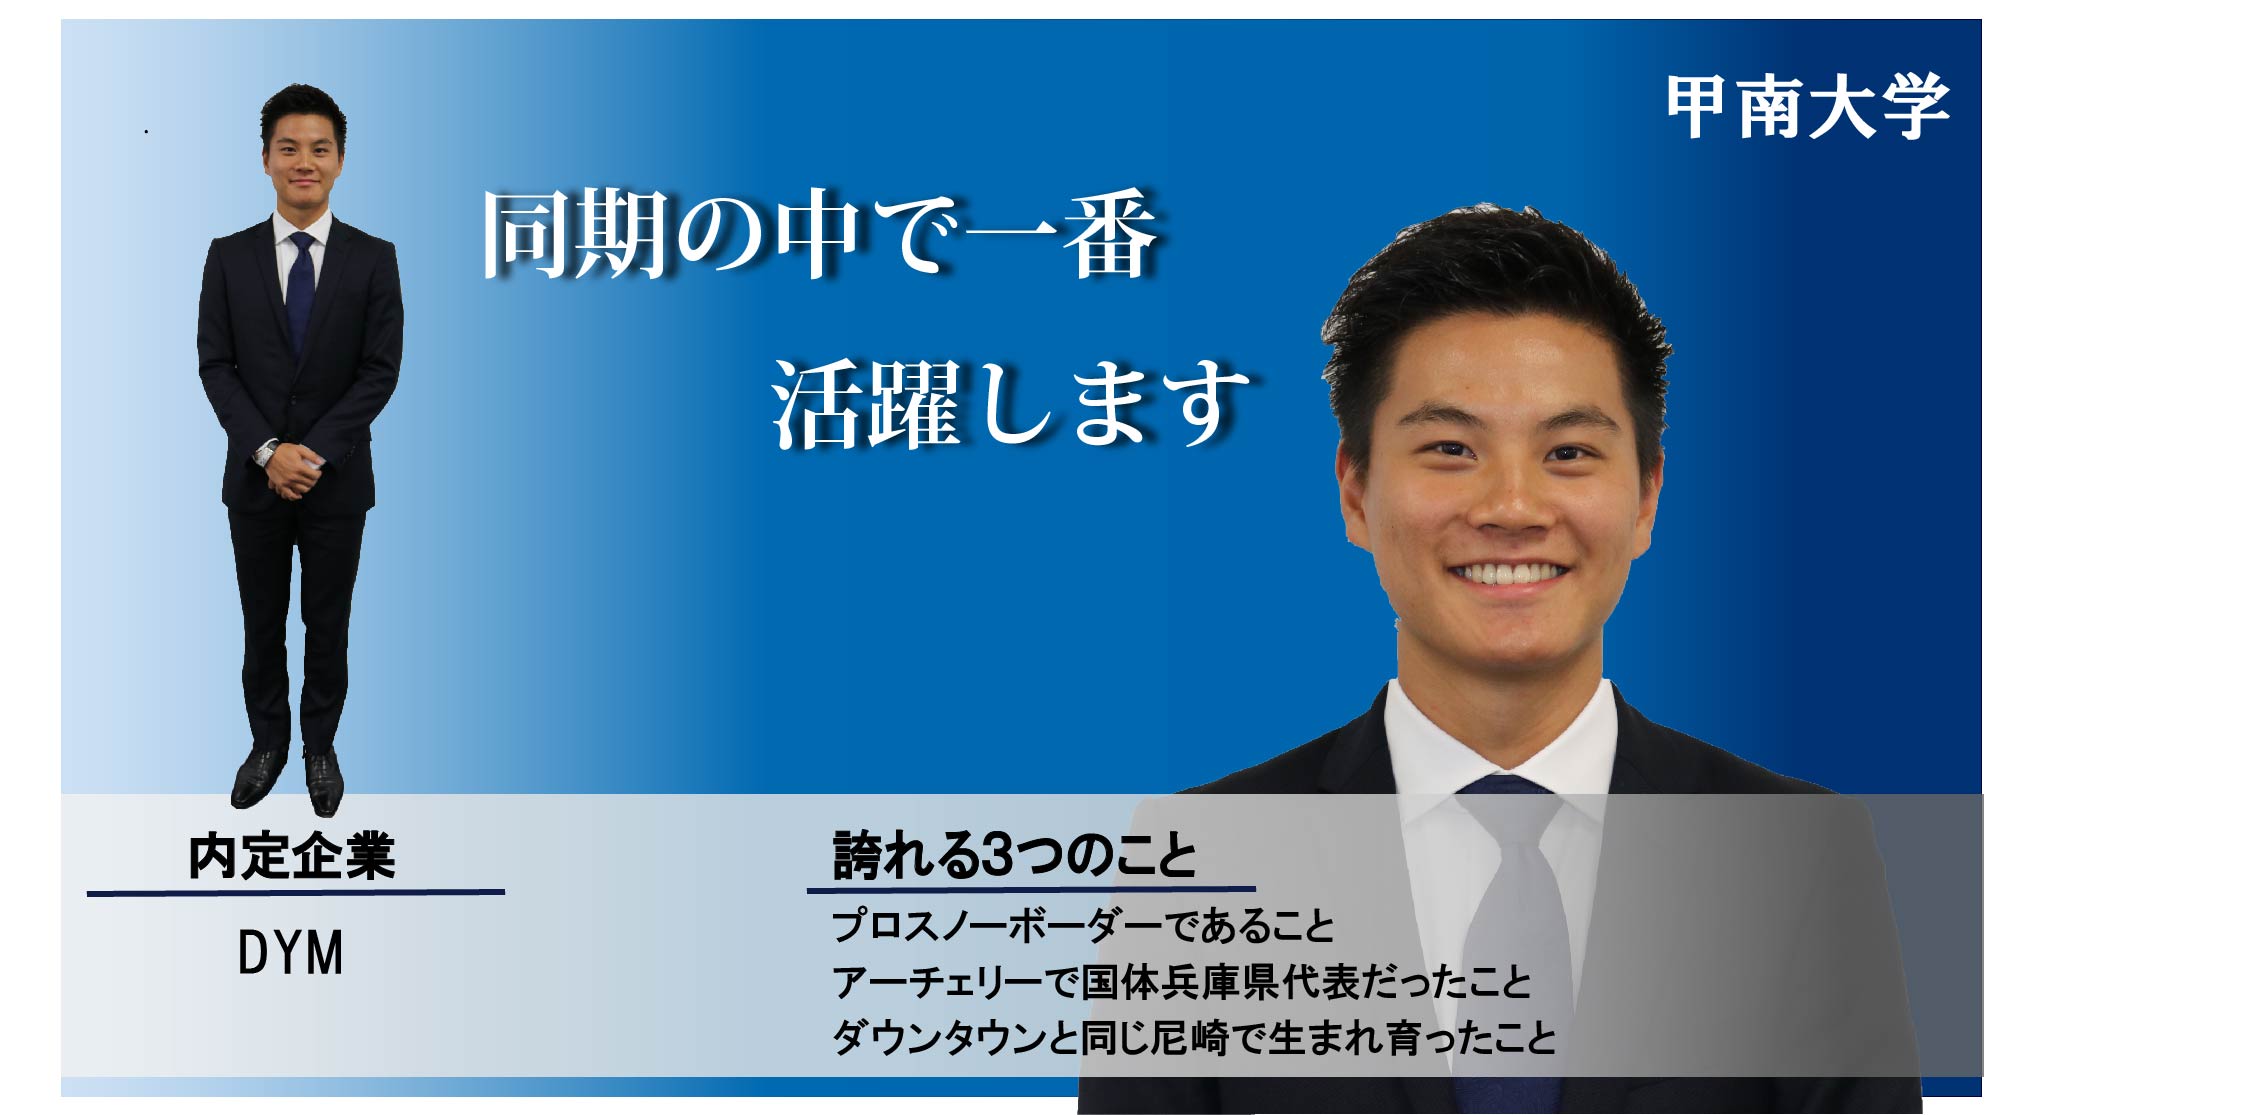 甲南大学
同期の中で一番
活躍します
内定企業
DYM
誇れる3つのこと
プロスノーボーダーであること
アーチェリーで国体兵庫県代表だったこと
ダウンタウンと同じ尼崎で生まれ育ったこと